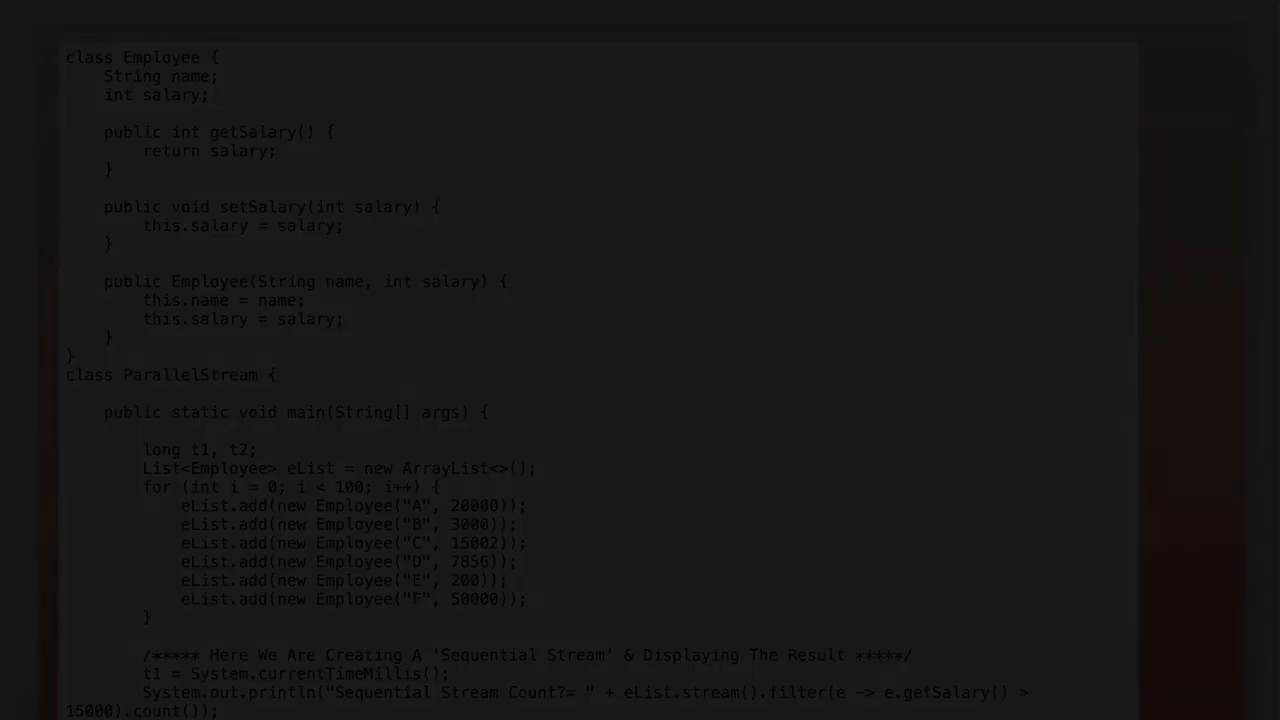 class Employee {
    String name;
    int salary;

    public int getSalary() {
        return salary;
    }

    public void setSalary(int salary) {
        this.salary = salary;
    }

    public Employee(String name, int salary) {
        this.name = name;
        this.salary = salary;
    }
}
class ParallelStream {

    public static void main(String[] args) {

        long t1, t2;
        List<Employee> eList = new ArrayList<>();
        for (int i = 0; i < 100; i++) {
            eList.add(new Employee("A", 20000));
            eList.add(new Employee("B", 3000));
            eList.add(new Employee("C", 15002));
            eList.add(new Employee("D", 7856));
            eList.add(new Employee("E", 200));
            eList.add(new Employee("F", 50000));
        }

        /***** Here We Are Creating A 'Sequential Stream' & Displaying The Result *****/
        t1 = System.currentTimeMillis();
        System.out.println("Sequential Stream Count?= " + eList.stream().filter(e -> e.getSalary() >
15000).count());